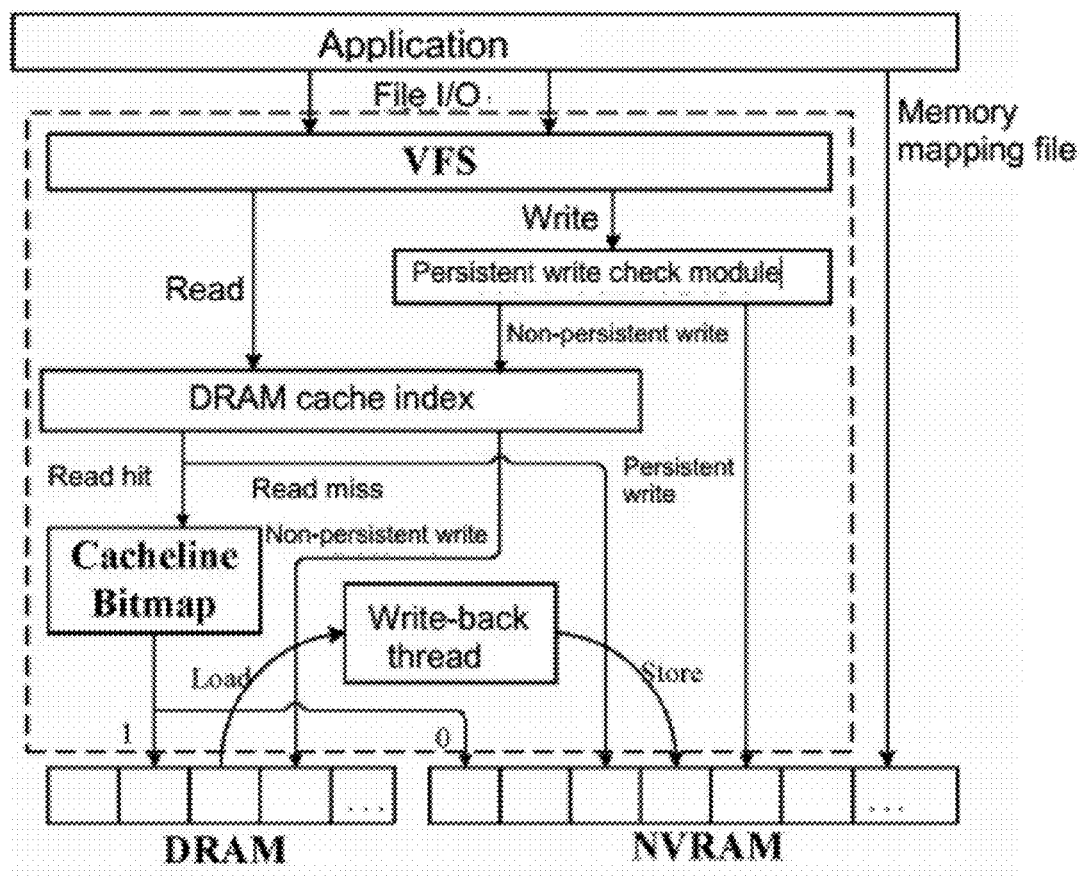 Application
File I/O
Memory
mapping file
VFS
Write
Persistent write check module
Read
Non-persistent write
DRAM cache index
Read hit
Read miss
Persistent
write
Non-persistent write
Cacheline
Bitmap
Write-back
thread
Load
Store
1
0
...
...
DRAM
NVRAM